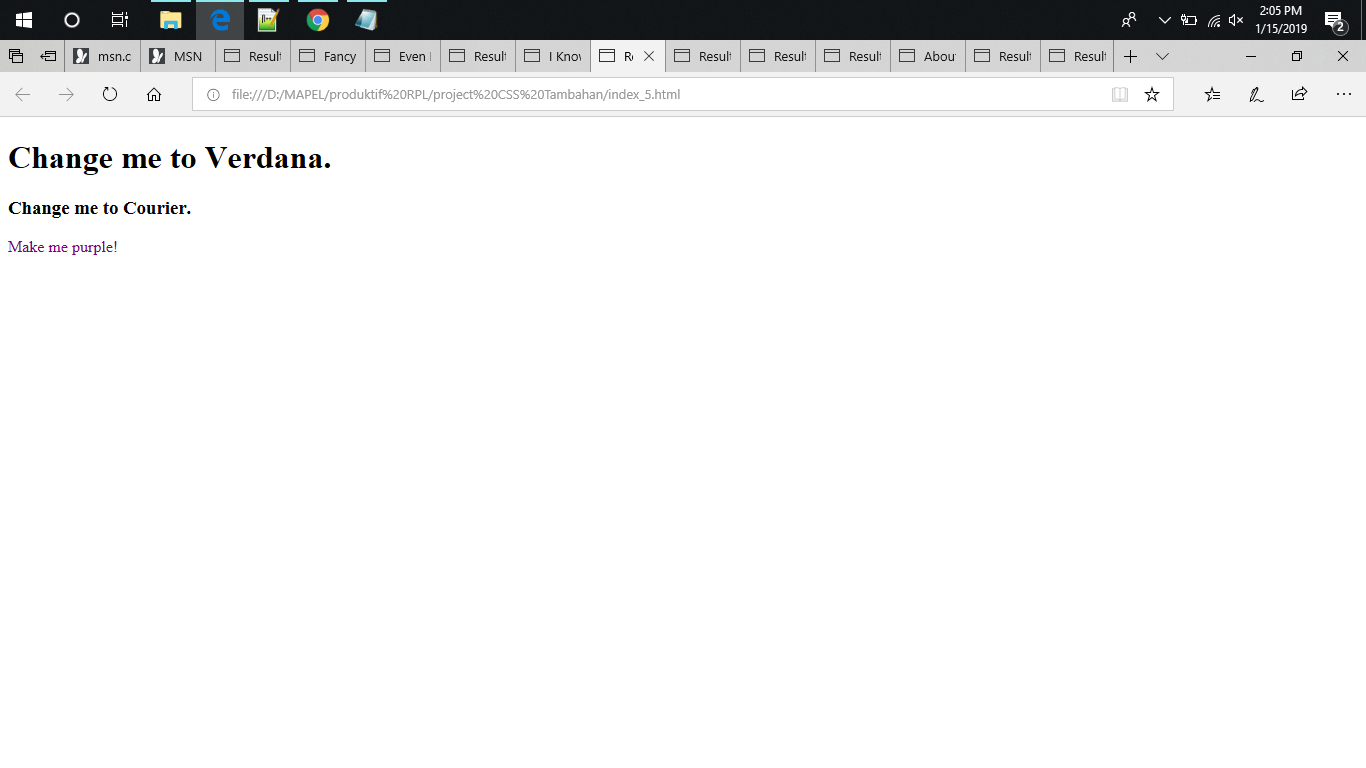 2:05 PM
1/15/2019
2
msn.c
MSN
Result
Fancy
Even
Result
I Know
Re
Result
Result
Result
About
Result
Result
file:///D:/MAPEL/produktif%20RPL/project%20CSS%20Tambahan/index_5.html
Change me to Verdana.
Change me to Courier.
Make me purple!